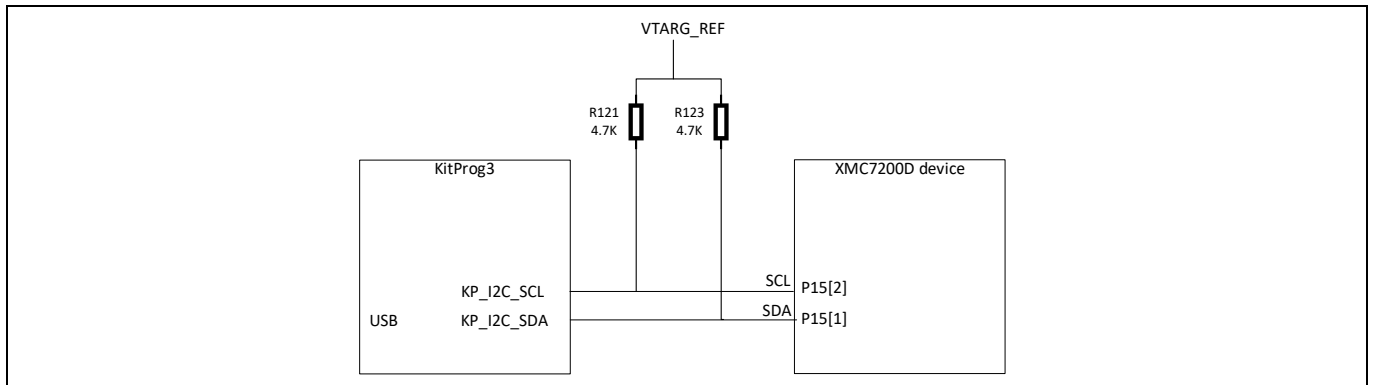 VTARG_REF
R121
4.7K
R123
4.7K
KitProg3
XMC7200D device
KP_I2C_SCL
SCL
P15[2]
USB
KP_I2C_SDA
SDA
P15[1]